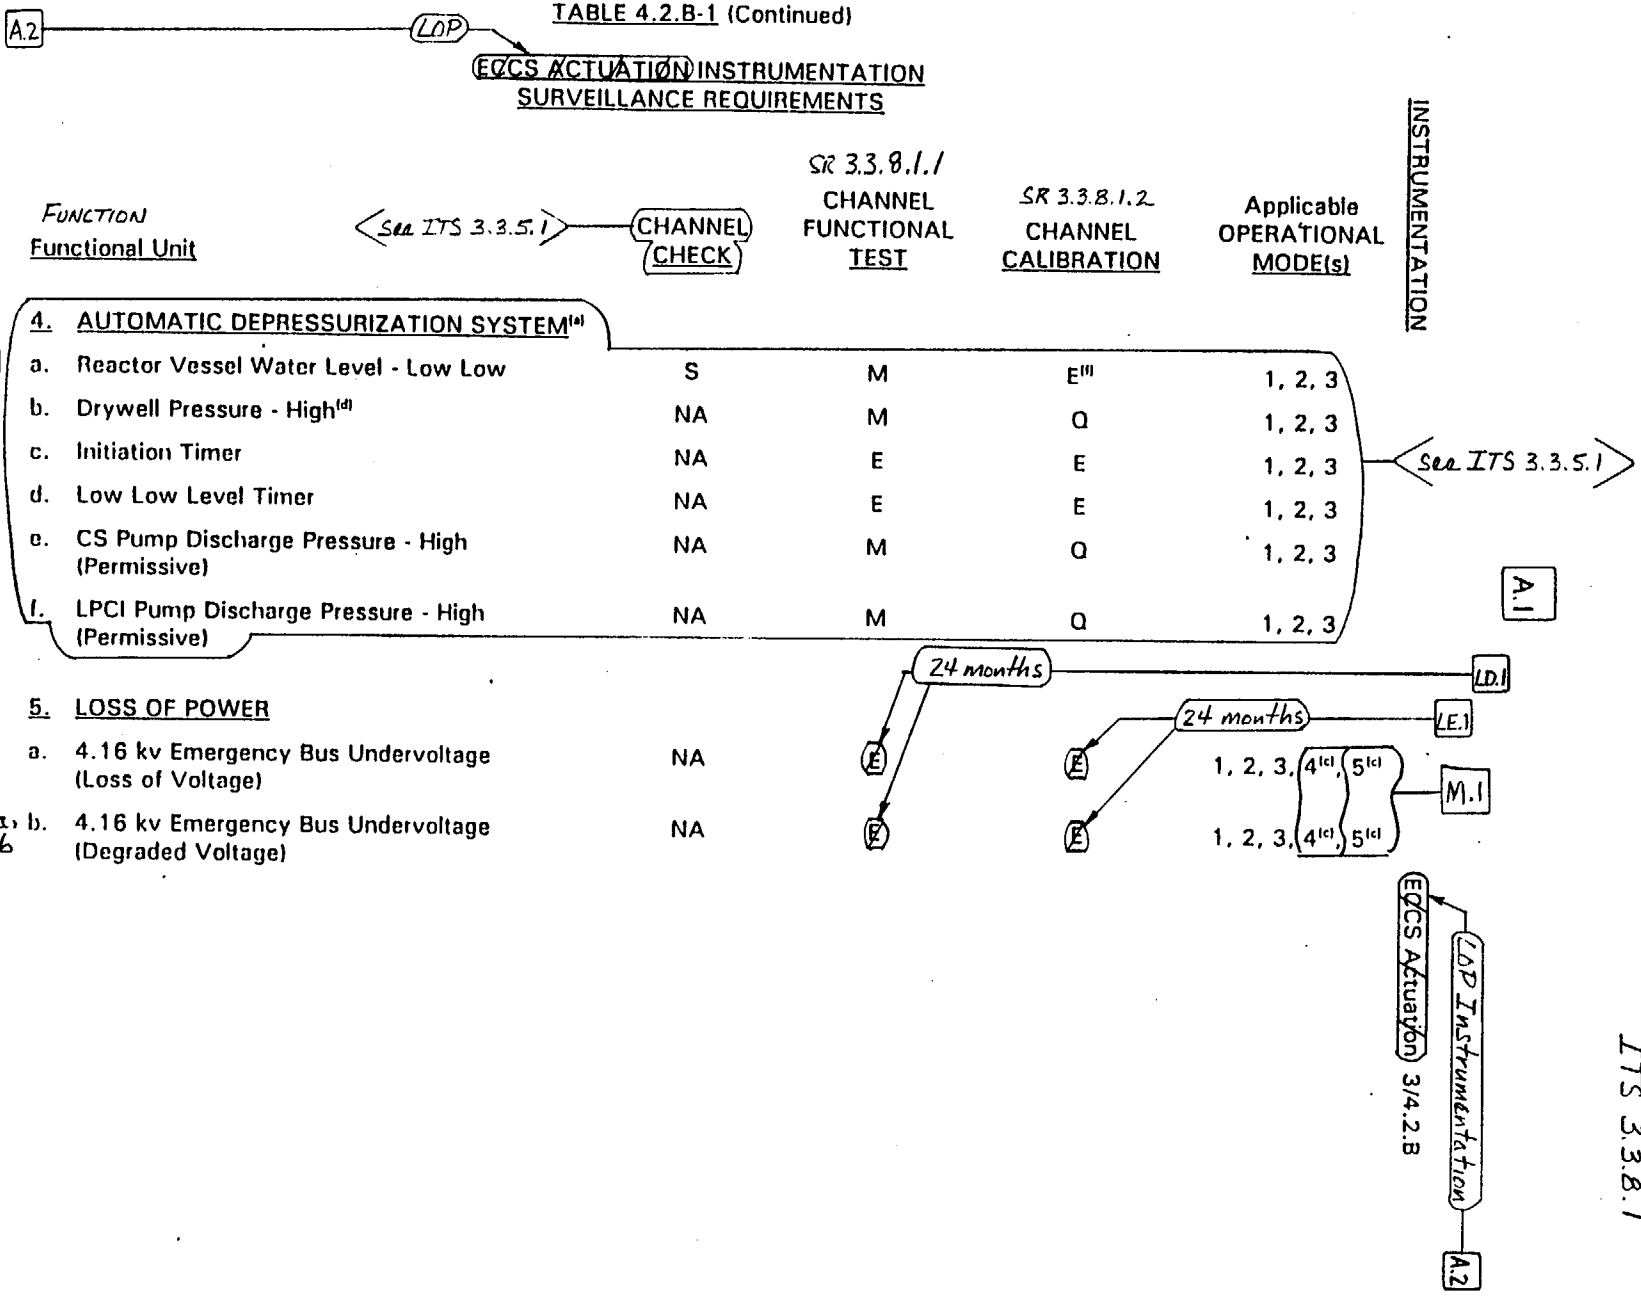 TABLE 4.2.B-1 (Continued)
A.2 LOP
ECCS ACTUATION INSTRUMENTATION
SURVEILLANCE REQUIREMENTS
INSTRUMENTATION
SR 3.3.8.1.1
SR 3.3.8.1.2
FUNCTION
Functional Unit
<See ITS 3.3.5.1>
CHANNEL
CHECK
CHANNEL
FUNCTIONAL
TEST
CHANNEL
CALIBRATION
Applicable
OPERATIONAL
MODE(s)
4. AUTOMATIC DEPRESSURIZATION SYSTEM(a)
a. Reactor Vessel Water Level - Low Low S M E(f) 1, 2, 3
b. Drywell Pressure - High(d) NA M Q 1, 2, 3
c. Initiation Timer NA E E 1, 2, 3
<See ITS 3.3.5.1>
d. Low Low Level Timer NA E E 1, 2, 3
e. CS Pump Discharge Pressure - High NA M Q 1, 2, 3
(Permissive)
A.1
f. LPCI Pump Discharge Pressure - High NA M Q 1, 2, 3
(Permissive)
24 months LD.1
5. LOSS OF POWER
24 months LE.1
a. 4.16 kv Emergency Bus Undervoltage NA E E 1, 2, 3, 4(c), 5(c)
(Loss of Voltage)
M.1
b. 4.16 kv Emergency Bus Undervoltage NA E E 1, 2, 3, 4(c), 5(c)
(Degraded Voltage)
ECCS Actuation 3/4.2.B
LOP Instrumentation
A.2
ITS 3.3.8.1